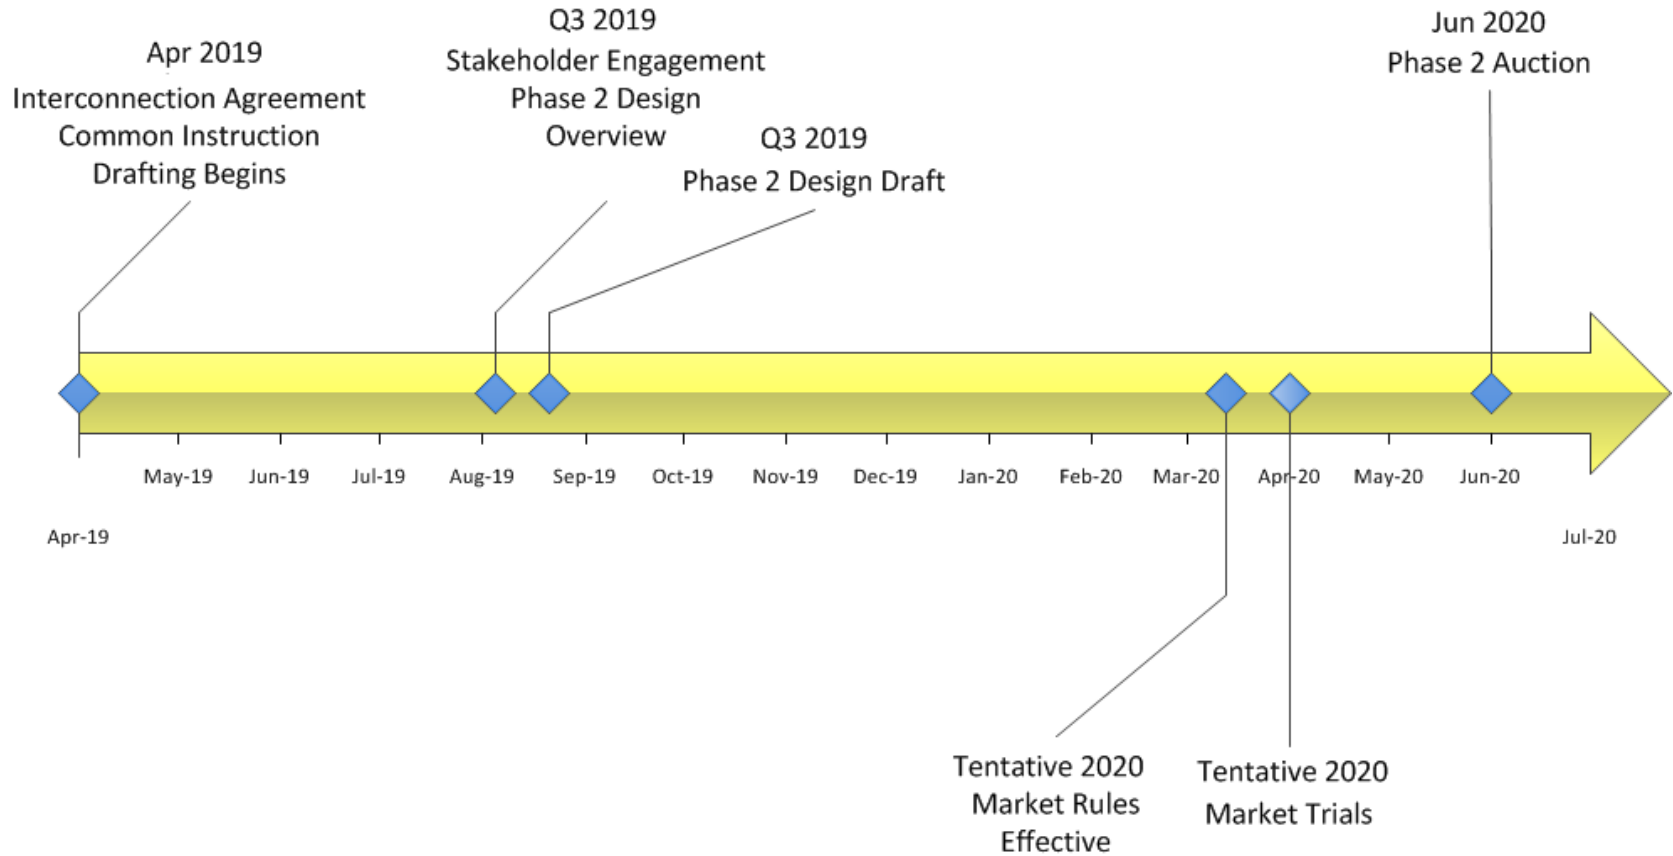 Apr 2019
Interconnection Agreement
Common Instruction
Drafting Begins
Q3 2019
Stakeholder Engagement
Phase 2 Design
Overview
Q3 2019
Phase 2 Design Draft
Jun 2020
Phase 2 Auction
May-19
Jun-19
Jul-19
Aug-19
Sep-19
Oct-19
Nov-19
Dec-19
Jan-20
Feb-20
Mar-20
Apr-20
May-20
Jun-20
Apr-19
Jul-20
Tentative 2020
Market Rules
Effective
Tentative 2020
Market Trials